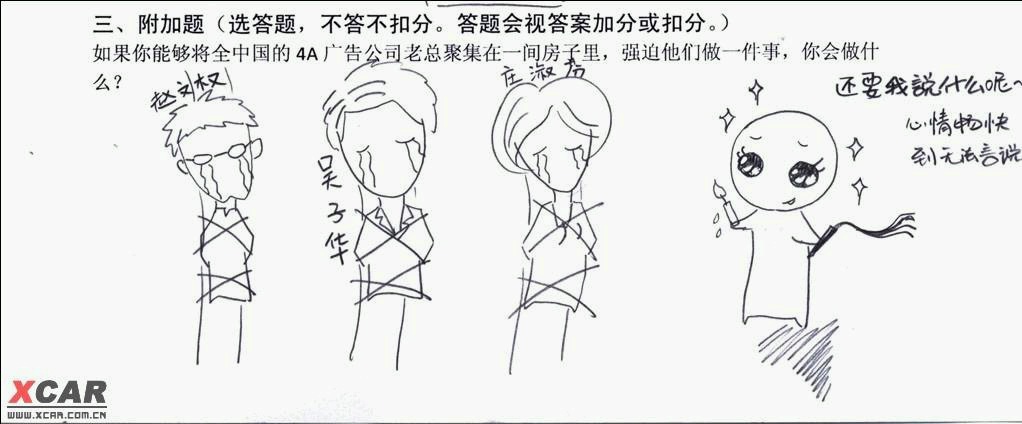 三、附加题（选答题，不答不扣分。答题会视答案加分或扣分。）
如果你能够将全中国的 4A 广告公司老总聚集在一间房子里，强迫他们做一件事，你会做什
么？
赵文权
吴子华
庄淑芬
还要我説什么呢~
心情畅快
到无法言说
XCAR
WWW.XCAR.COM.CN